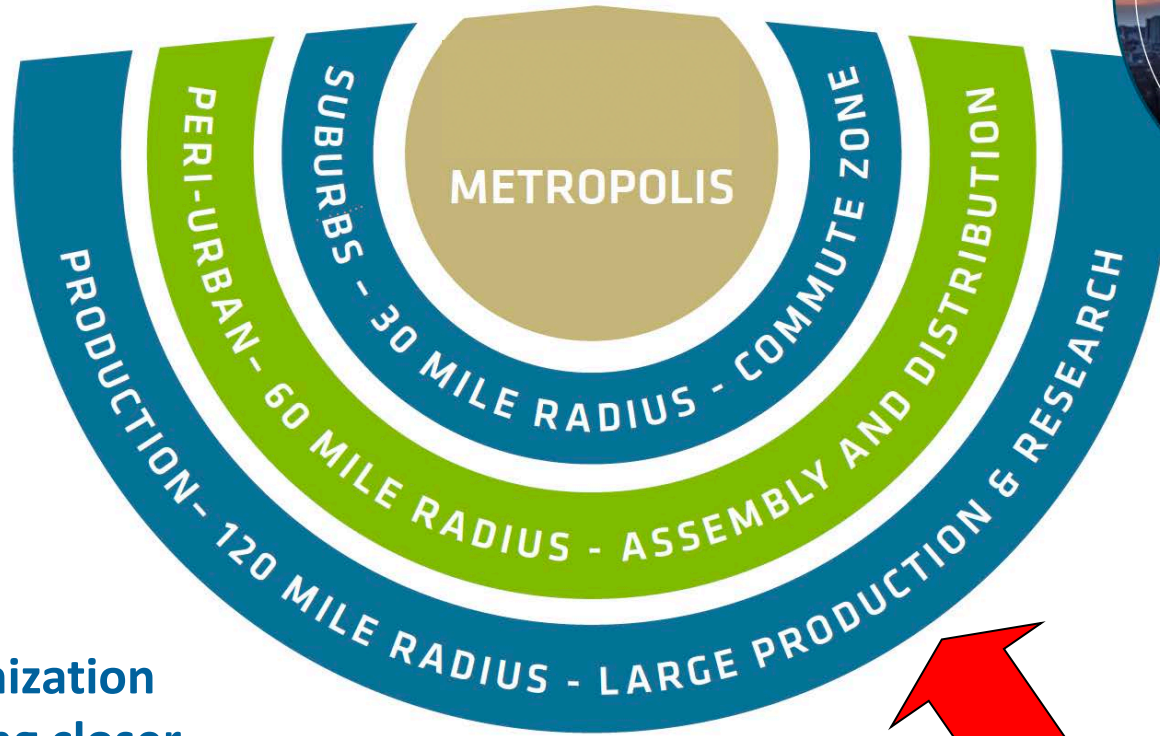 METROPOLIS
SUBURBS – 30 MILE RADIUS - COMMUTE ZONE
PERI-URBAN– 60 MILE RADIUS - ASSEMBLY AND DISTRIBUTION
PRODUCTION– 120 MILE RADIUS - LARGE PRODUCTION & RESEARCH
closer